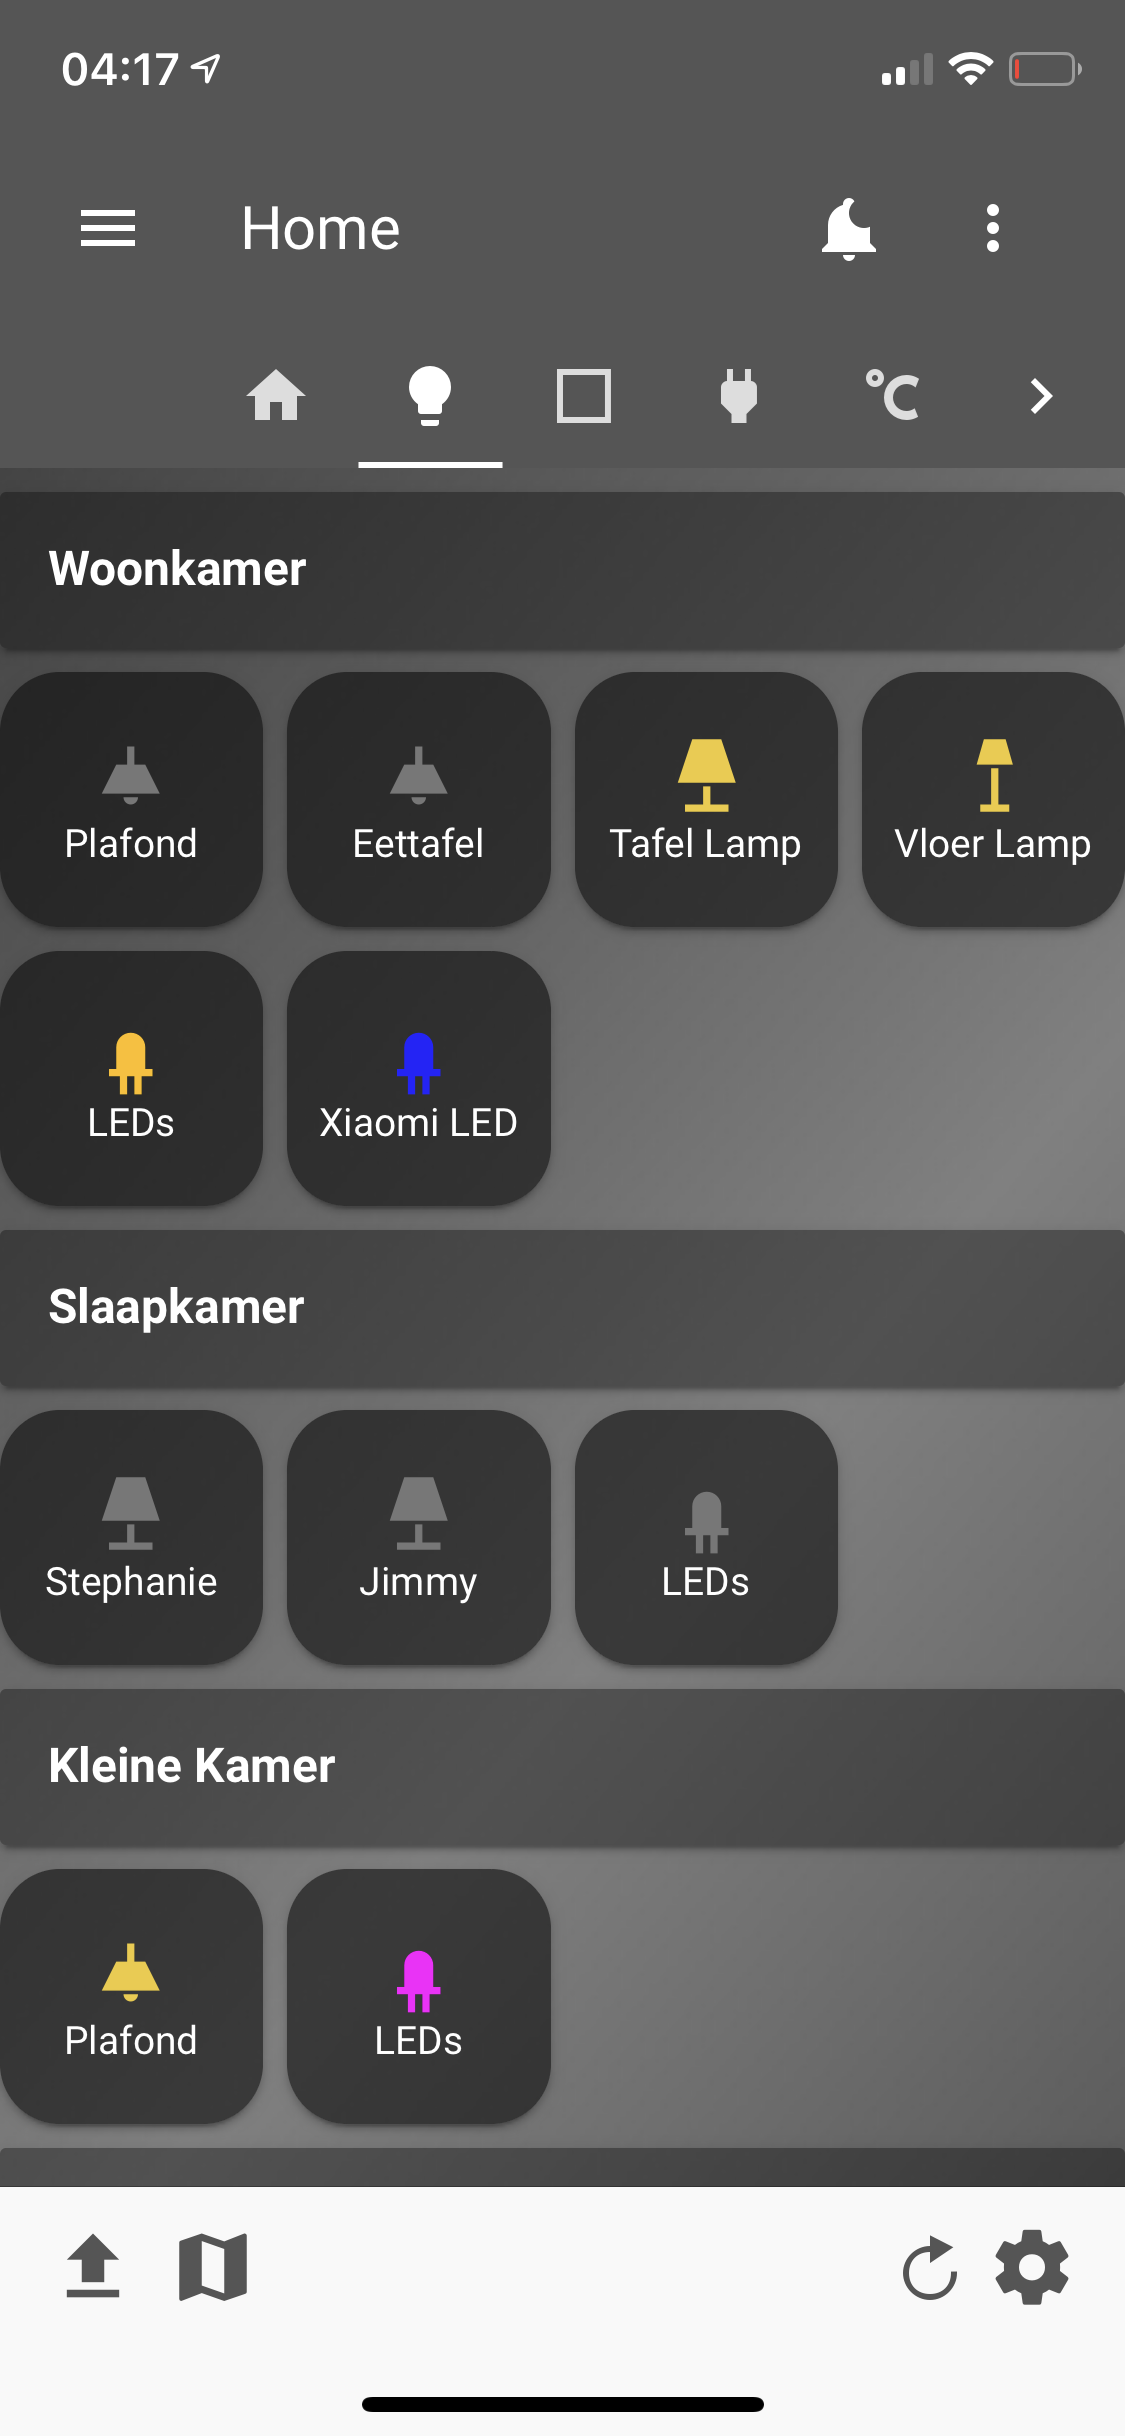 04:17
Home
°C
Woonkamer
Plafond
Eettafel
Tafel Lamp
Vloer Lamp
LEDs
Xiaomi LED
Slaapkamer
Stephanie
Jimmy
LEDs
Kleine Kamer
Plafond
LEDs